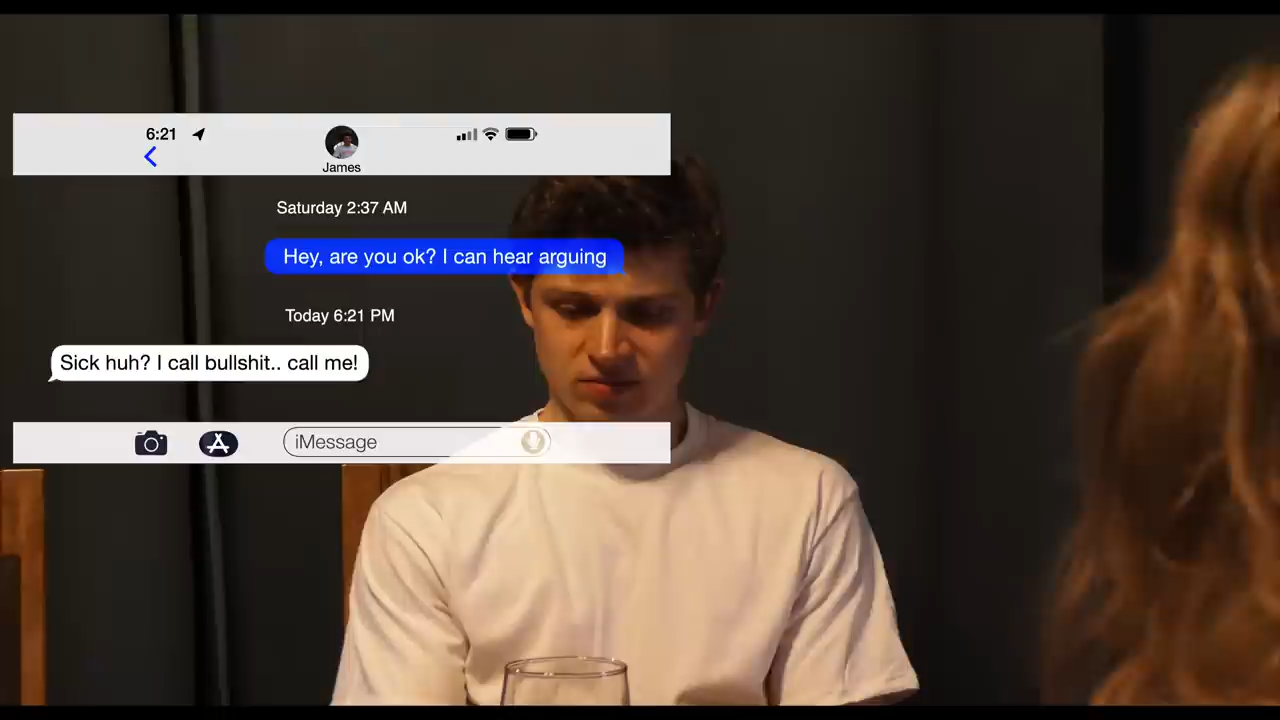 6:21
James
Saturday 2:37 AM
Hey, are you ok? I can hear arguing
Today 6:21 PM
Sick huh? I call bullshit.. call me!
iMessage